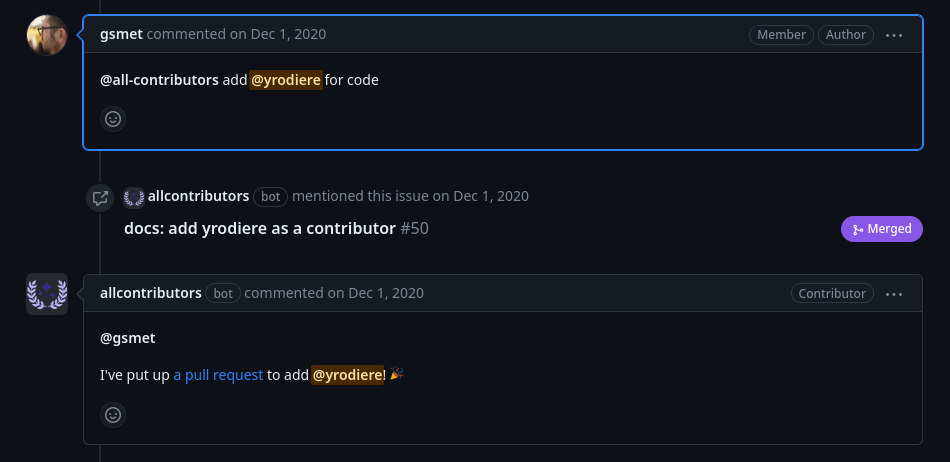 gsmet commented on Dec 1, 2020 Member Author
@all-contributors add @yrodiere for code
allcontributors bot mentioned this issue on Dec 1, 2020
docs: add yrodiere as a contributor #50 Merged
allcontributors bot commented on Dec 1, 2020 Contributor
@gsmet
I've put up a pull request to add @yrodiere! 🎉